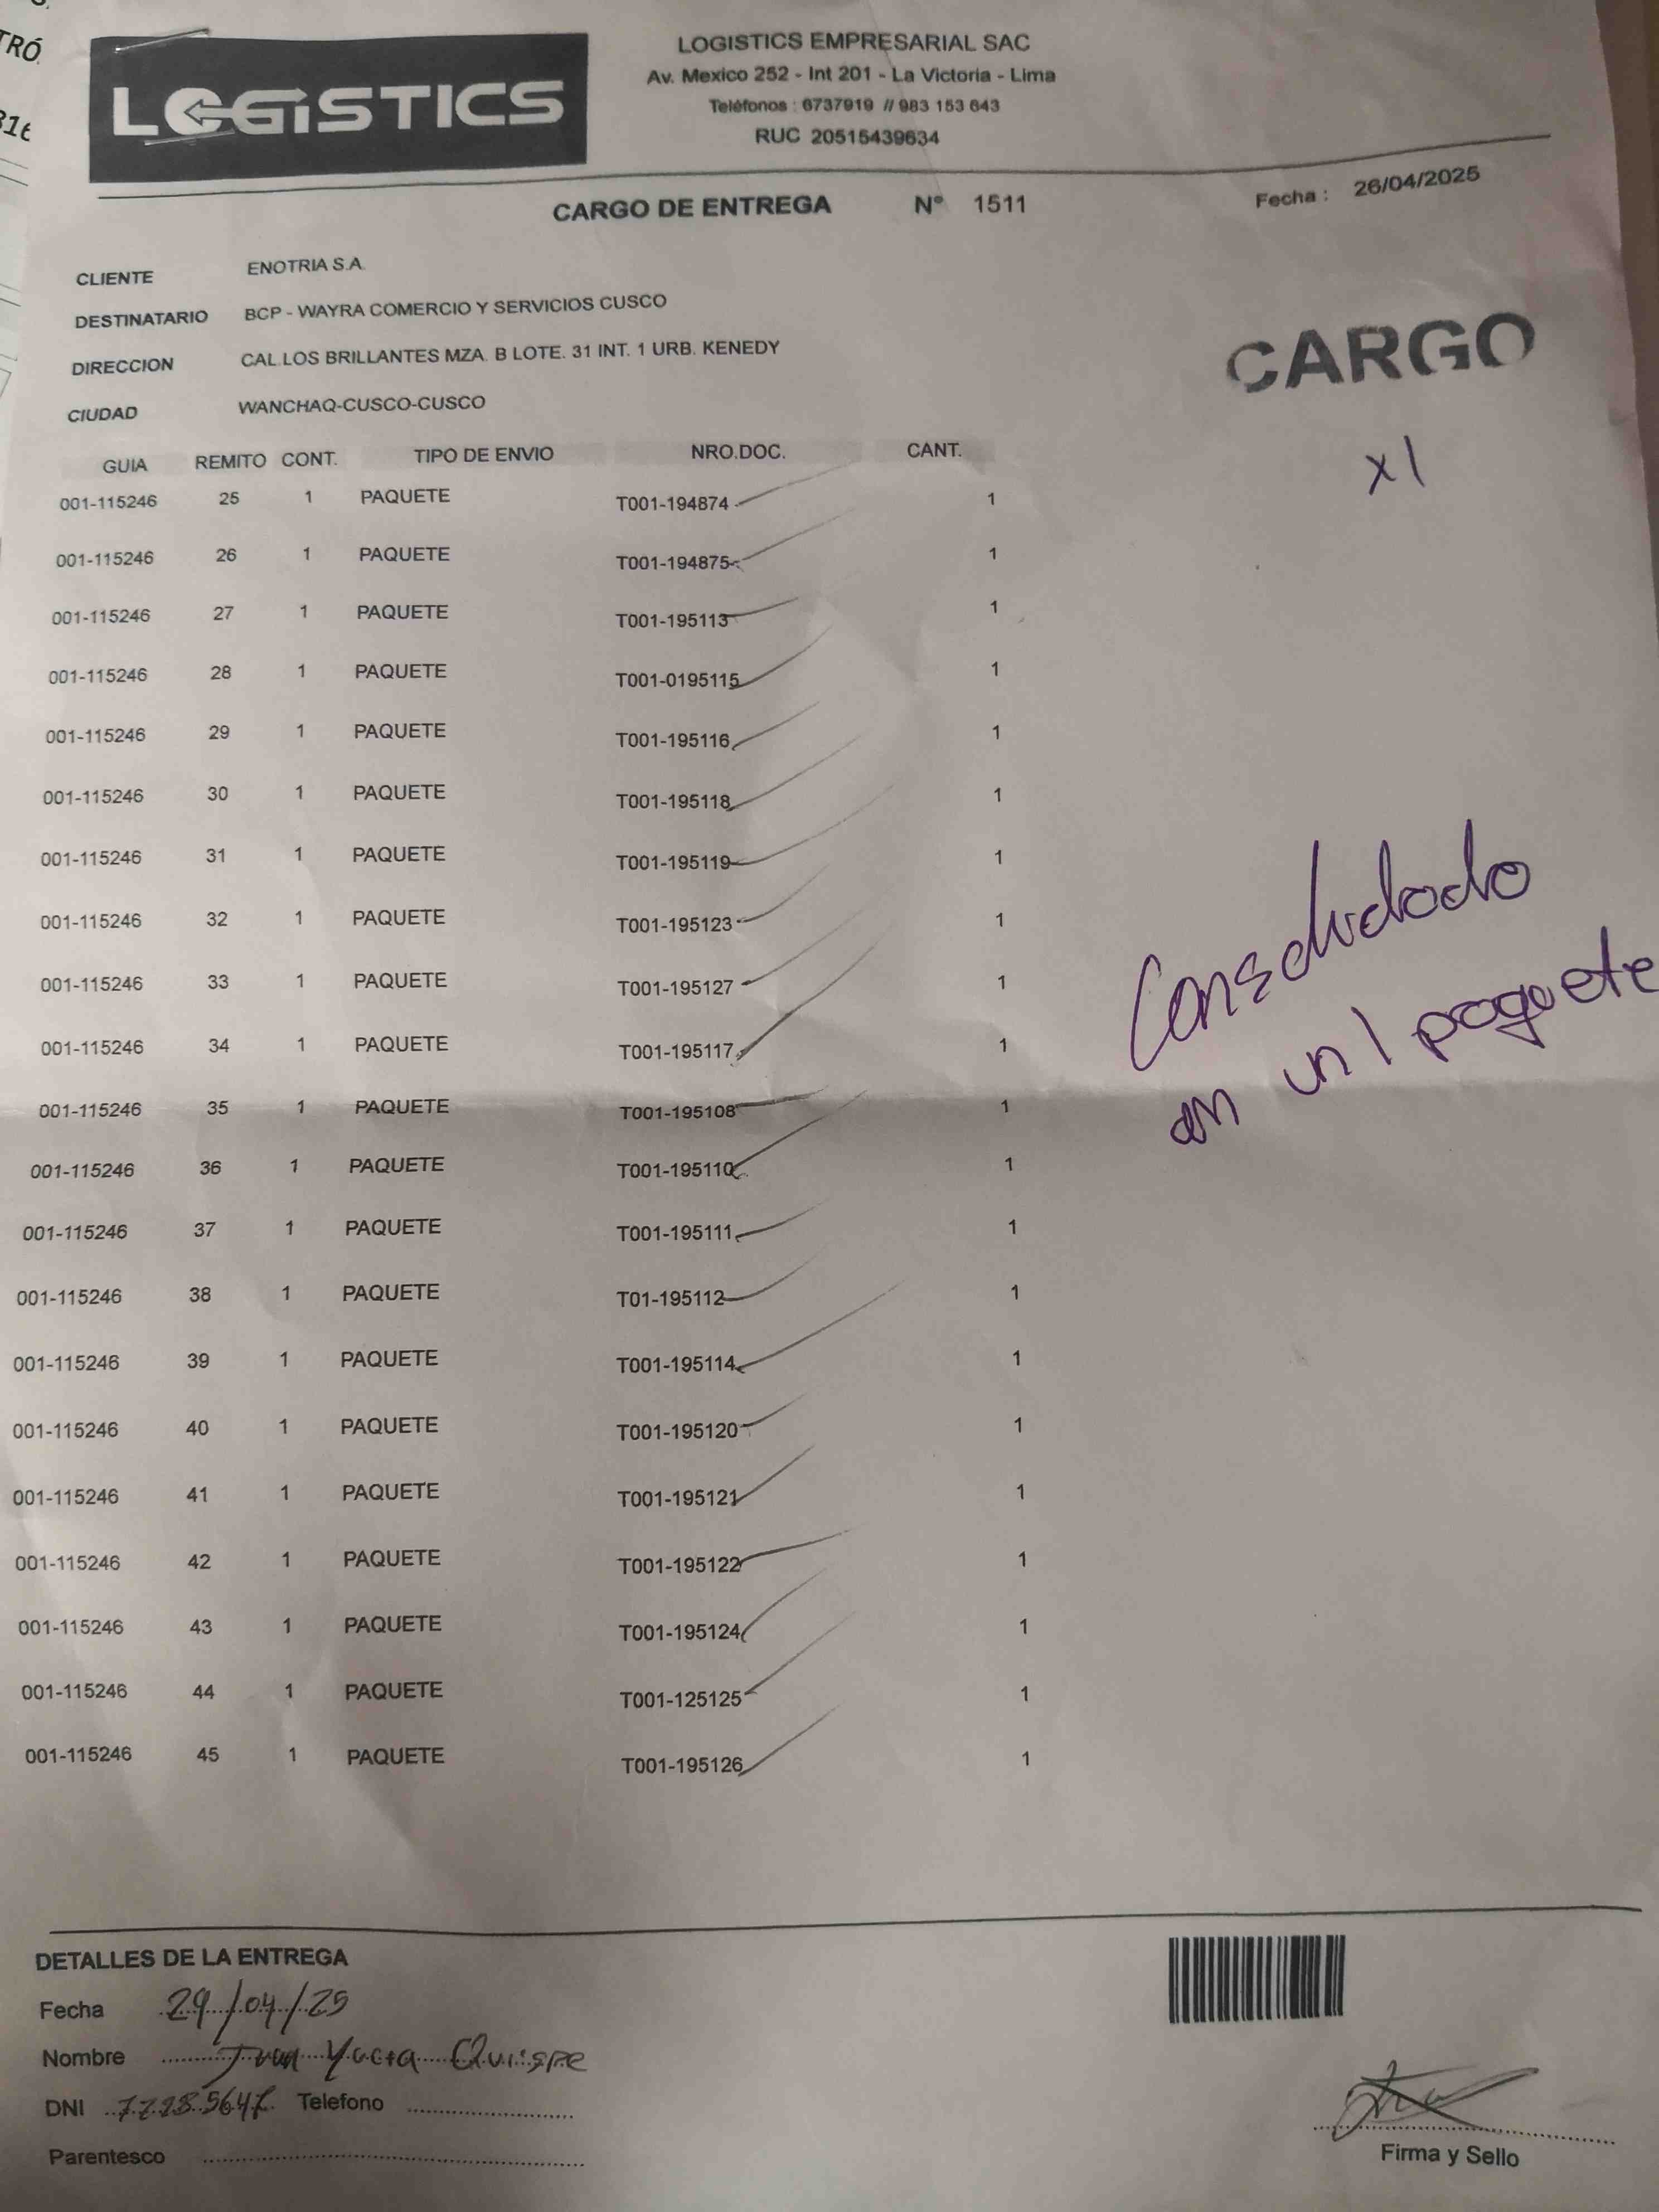 TRÓ
316
LOGISTICS
LOGISTICS EMPRESARIAL SAC
Av. Mexico 252 - Int 201 - La Victoria - Lima
Teléfonos : 6737919 // 983 153 643
RUC 20515439634
CARGO DE ENTREGA N° 1511 Fecha : 26/04/2025
CLIENTE ENOTRIA S.A.
DESTINATARIO BCP - WAYRA COMERCIO Y SERVICIOS CUSCO
DIRECCION CAL.LOS BRILLANTES MZA. B LOTE. 31 INT. 1 URB. KENEDY
CIUDAD WANCHAQ-CUSCO-CUSCO
CARGO
x1
GUIA REMITO CONT. TIPO DE ENVIO NRO.DOC. CANT.
001-115246 25 1 PAQUETE T001-194874 1
001-115246 26 1 PAQUETE T001-194875 1
001-115246 27 1 PAQUETE T001-195113 1
001-115246 28 1 PAQUETE T001-0195115 1
001-115246 29 1 PAQUETE T001-195116 1
001-115246 30 1 PAQUETE T001-195118 1
001-115246 31 1 PAQUETE T001-195119 1
001-115246 32 1 PAQUETE T001-195123 1
001-115246 33 1 PAQUETE T001-195127 1
001-115246 34 1 PAQUETE T001-195117 1
001-115246 35 1 PAQUETE T001-195108 1
001-115246 36 1 PAQUETE T001-195110 1
001-115246 37 1 PAQUETE T001-195111 1
001-115246 38 1 PAQUETE T01-195112 1
001-115246 39 1 PAQUETE T001-195114 1
001-115246 40 1 PAQUETE T001-195120 1
001-115246 41 1 PAQUETE T001-195121 1
001-115246 42 1 PAQUETE T001-195122 1
001-115246 43 1 PAQUETE T001-195124 1
001-115246 44 1 PAQUETE T001-125125 1
001-115246 45 1 PAQUETE T001-195126 1
Consolidado
en un 1 paquete
DETALLES DE LA ENTREGA
Fecha 29/04/25
Nombre Yucta Quispe
DNI Telefono
Parentesco
Firma y Sello